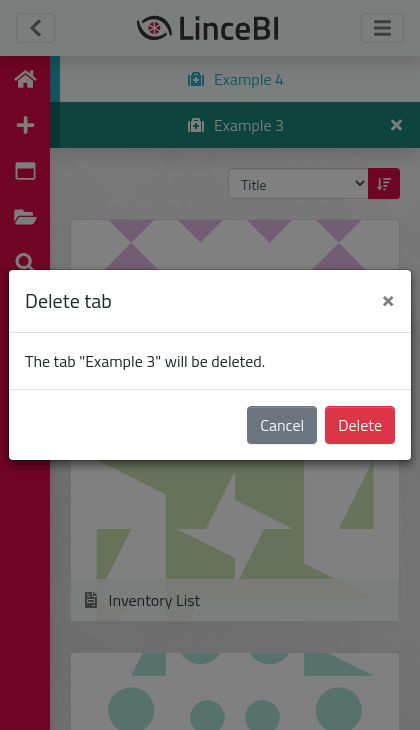 LinceBI
Example 4
Example 3
Title
Delete tab
The tab "Example 3" will be deleted.
Cancel
Delete
Inventory List